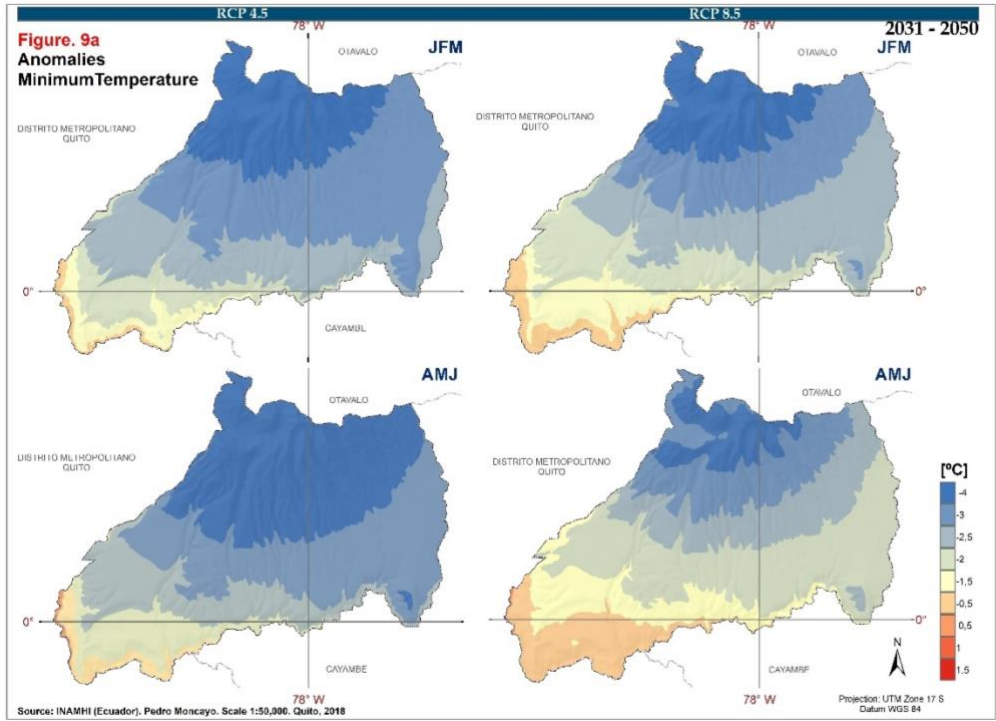 RCP 4.5
RCP 8.5
78° W
78° W
2031 - 2050
Figure. 9a
Anomalies
MinimumTemperature
JFM
JFM
OTAVALO
OTAVALO
DISTRITO METROPOLITANO
QUITO
DISTRITO METROPOLITANO
QUITO
0°
0°
CAYAMBE
AMJ
AMJ
OTAVALO
OTAVALO
DISTRITO METROPOLITANO
QUITO
DISTRITO METROPOLITANO
QUITO
[ºC]
-4
-3
-2.5
-2
-1,5
-0,5
0,5
1
1.5
0°
0°
N
CAYAMBE
CAYAMBE
78° W
78° W
Source: INAMHI (Ecuador). Pedro Moncayo. Scale 1:50,000. Quito, 2018
Projection: UTM Zone 17 S
Datum WGS 84